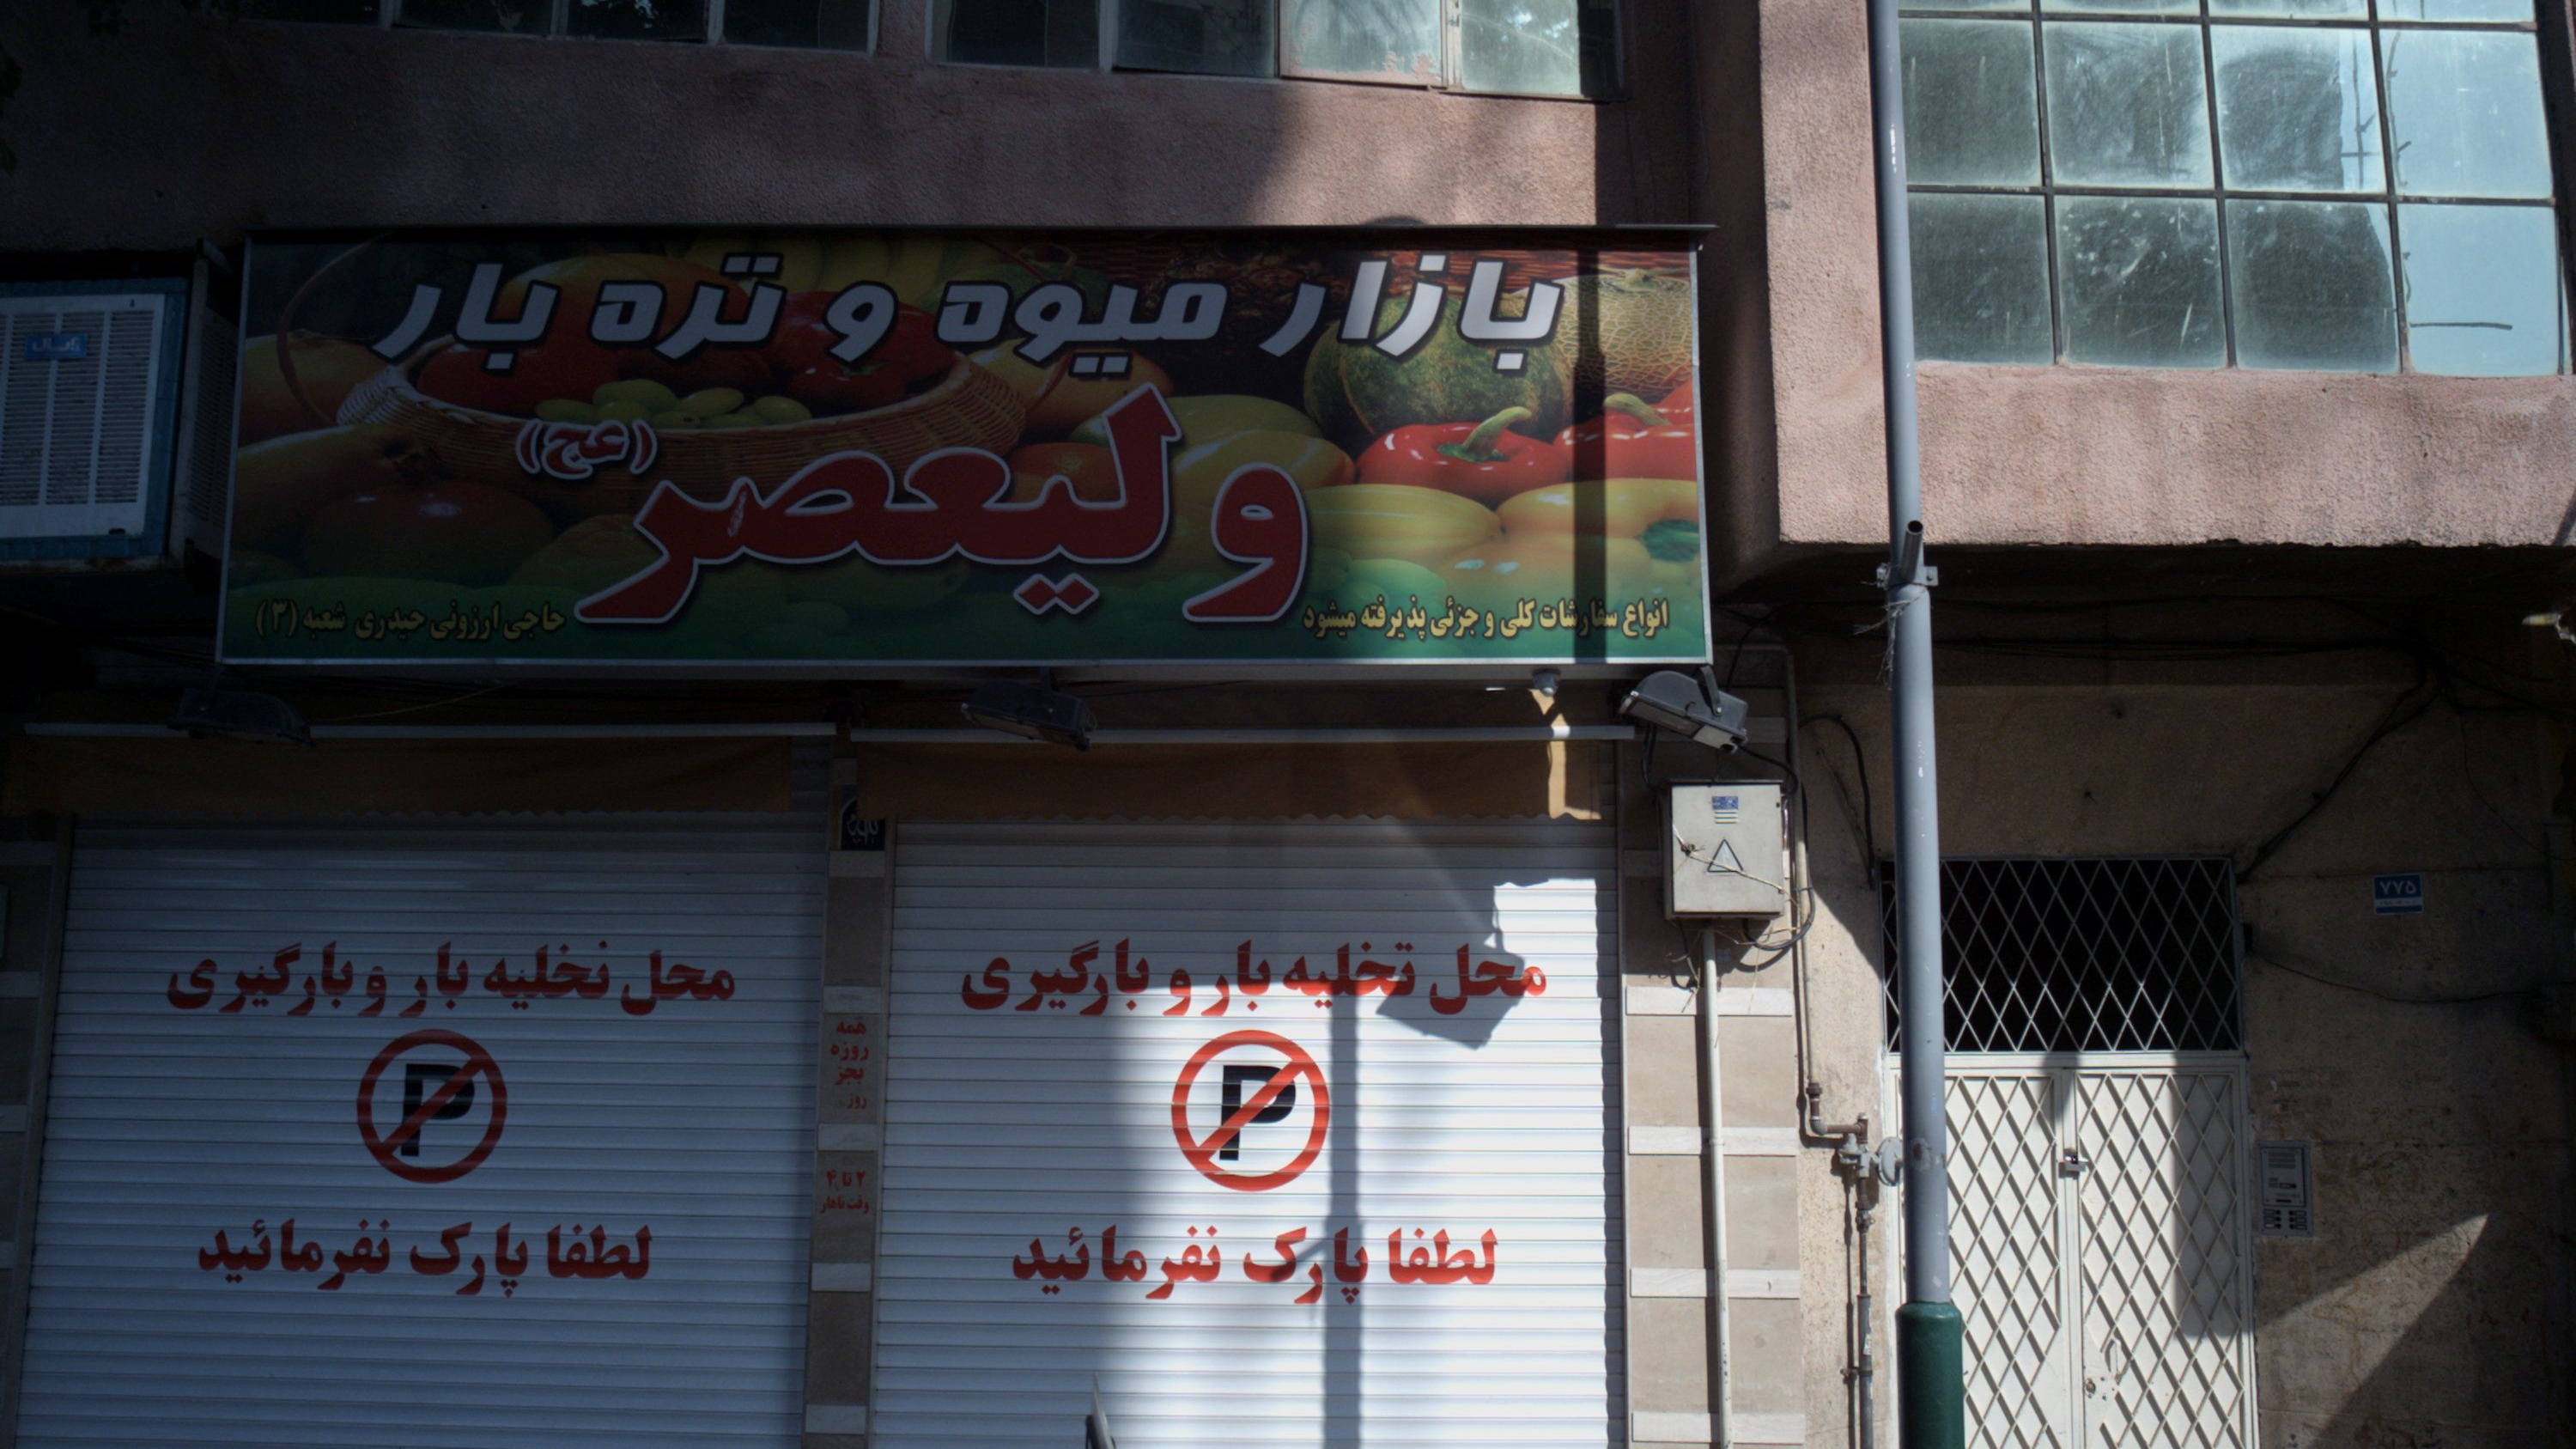 بازار میوه و تره بار
ولیعصر (عج)
انواع سفارشات کلی و جزئی پذیرفته میشود
حاجی ارزونی حیدری شعبه (۳)
محل تخلیه بار و بارگیری
P
لطفا پارک نفرمائید
همه
روزه
بجز
روز
۲ تا ۴
وقت ناهار
محل تخلیه بار و بارگیری
P
لطفا پارک نفرمائید
۷۷۵